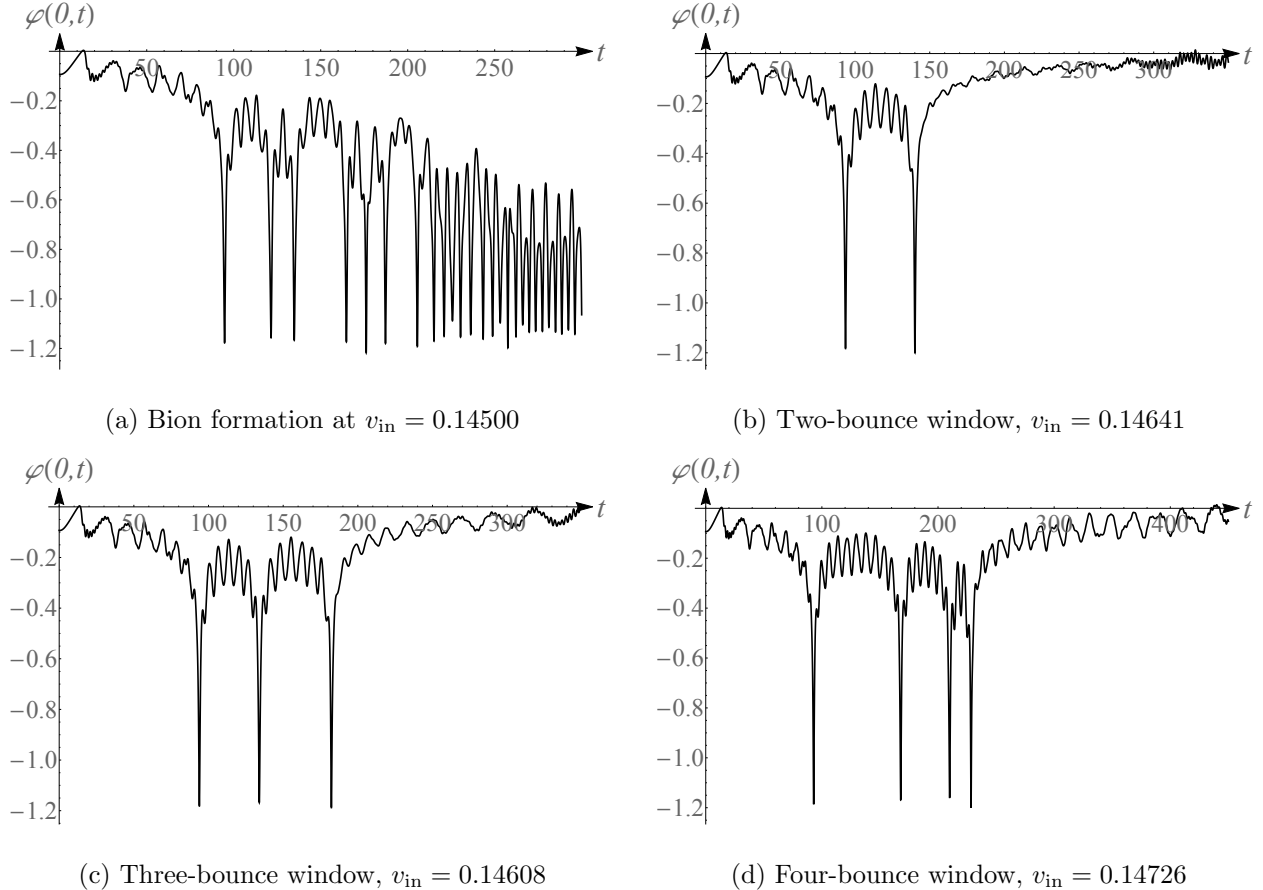 φ(0,t)
t
50 100 150 200 250
−0.2
−0.4
−0.6
−0.8
−1.0
−1.2
(a) Bion formation at v_in = 0.14500
φ(0,t)
t
50 100 150 200 250 300
−0.2
−0.4
−0.6
−0.8
−1.0
−1.2
(b) Two-bounce window, v_in = 0.14641
φ(0,t)
t
50 100 150 200 250 300
−0.2
−0.4
−0.6
−0.8
−1.0
−1.2
(c) Three-bounce window, v_in = 0.14608
φ(0,t)
t
100 200 300 400
−0.2
−0.4
−0.6
−0.8
−1.0
−1.2
(d) Four-bounce window, v_in = 0.14726